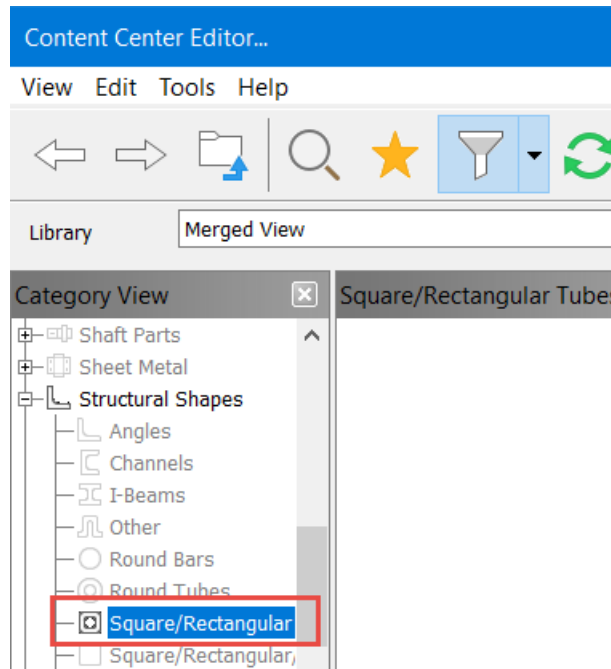 Content Center Editor...
View Edit Tools Help
Library Merged View
Category View Square/Rectangular Tubes
Shaft Parts
Sheet Metal
Structural Shapes
Angles
Channels
I-Beams
Other
Round Bars
Round Tubes
Square/Rectangular
Square/Rectangular/